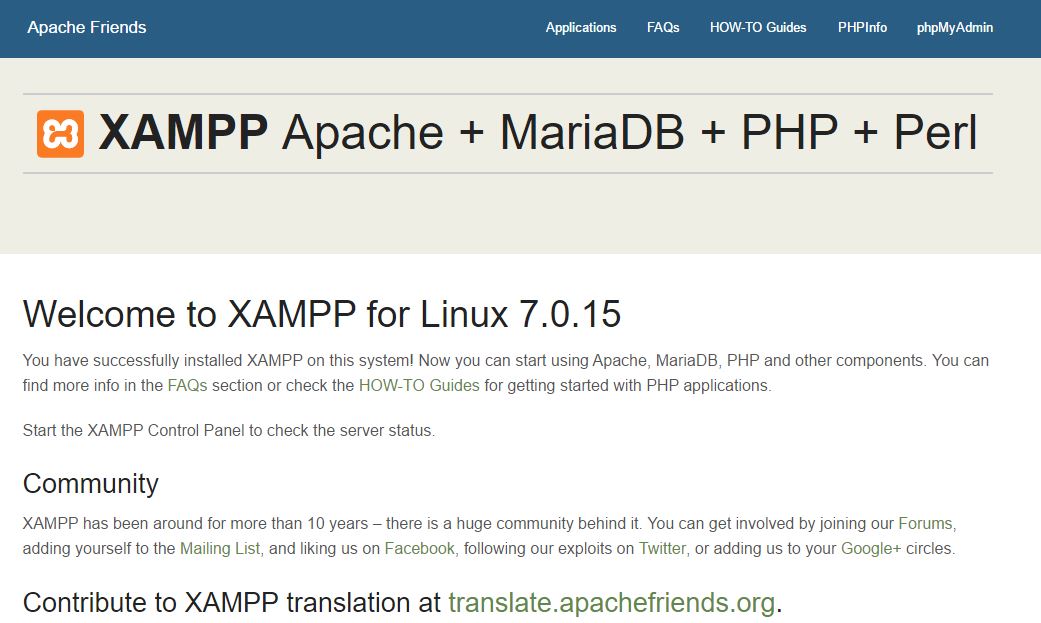 Apache Friends
Applications FAQs HOW-TO Guides PHPInfo phpMyAdmin
XAMPP Apache + MariaDB + PHP + Perl
Welcome to XAMPP for Linux 7.0.15
You have successfully installed XAMPP on this system! Now you can start using Apache, MariaDB, PHP and other components. You can
find more info in the FAQs section or check the HOW-TO Guides for getting started with PHP applications.
Start the XAMPP Control Panel to check the server status.
Community
XAMPP has been around for more than 10 years – there is a huge community behind it. You can get involved by joining our Forums,
adding yourself to the Mailing List, and liking us on Facebook, following our exploits on Twitter, or adding us to your Google+ circles.
Contribute to XAMPP translation at translate.apachefriends.org.